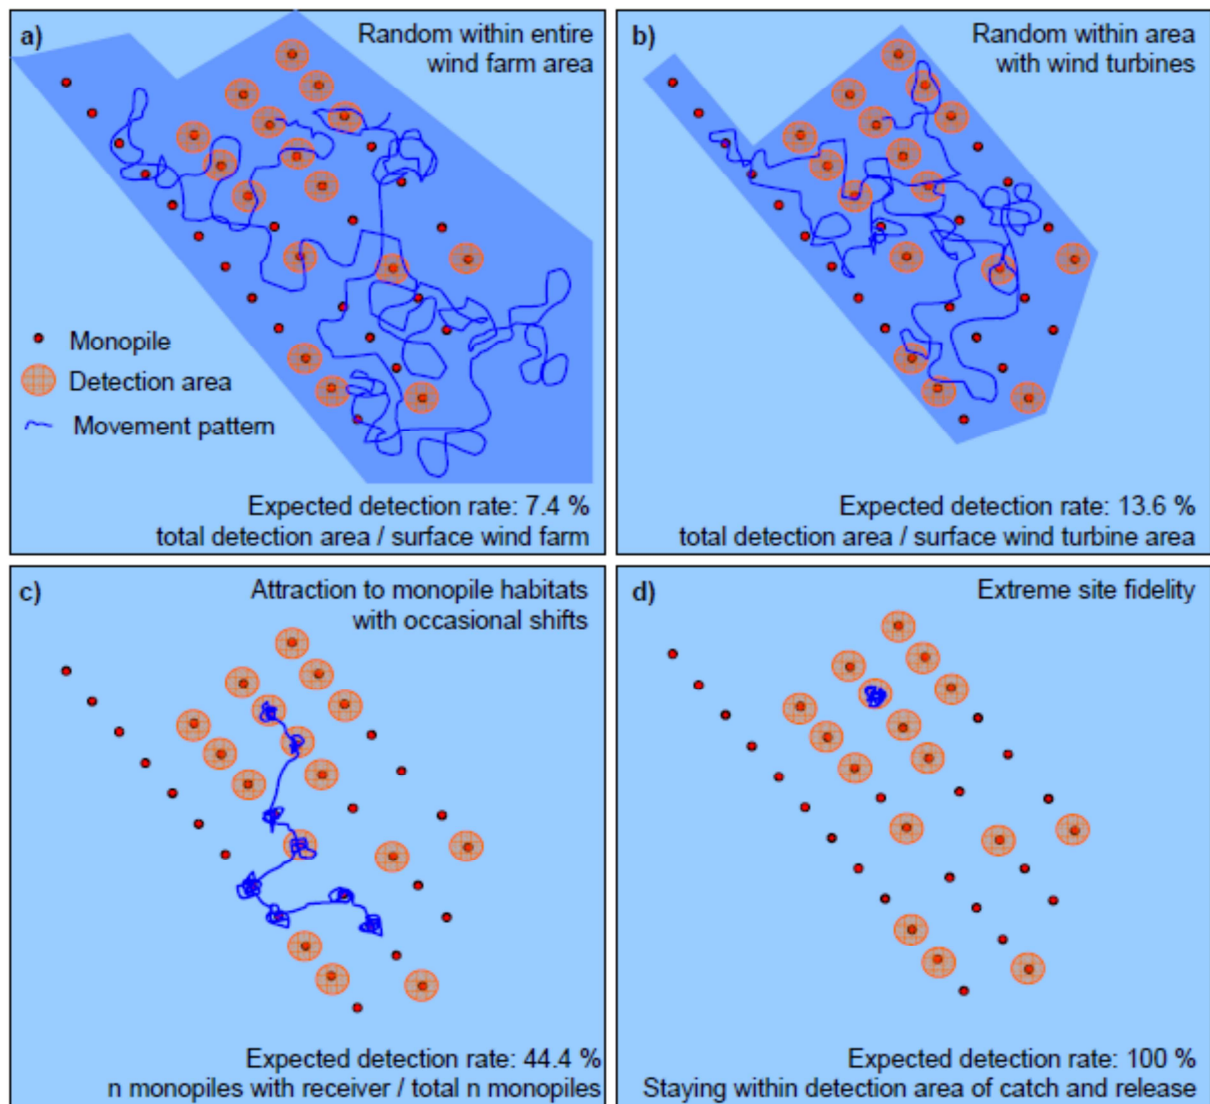 a)
Random within entire
wind farm area
Monopile
Detection area
Movement pattern
Expected detection rate: 7.4 %
total detection area / surface wind farm
b)
Random within area
with wind turbines
Expected detection rate: 13.6 %
total detection area / surface wind turbine area
c)
Attraction to monopile habitats
with occasional shifts
Expected detection rate: 44.4 %
n monopiles with receiver / total n monopiles
d)
Extreme site fidelity
Expected detection rate: 100 %
Staying within detection area of catch and release